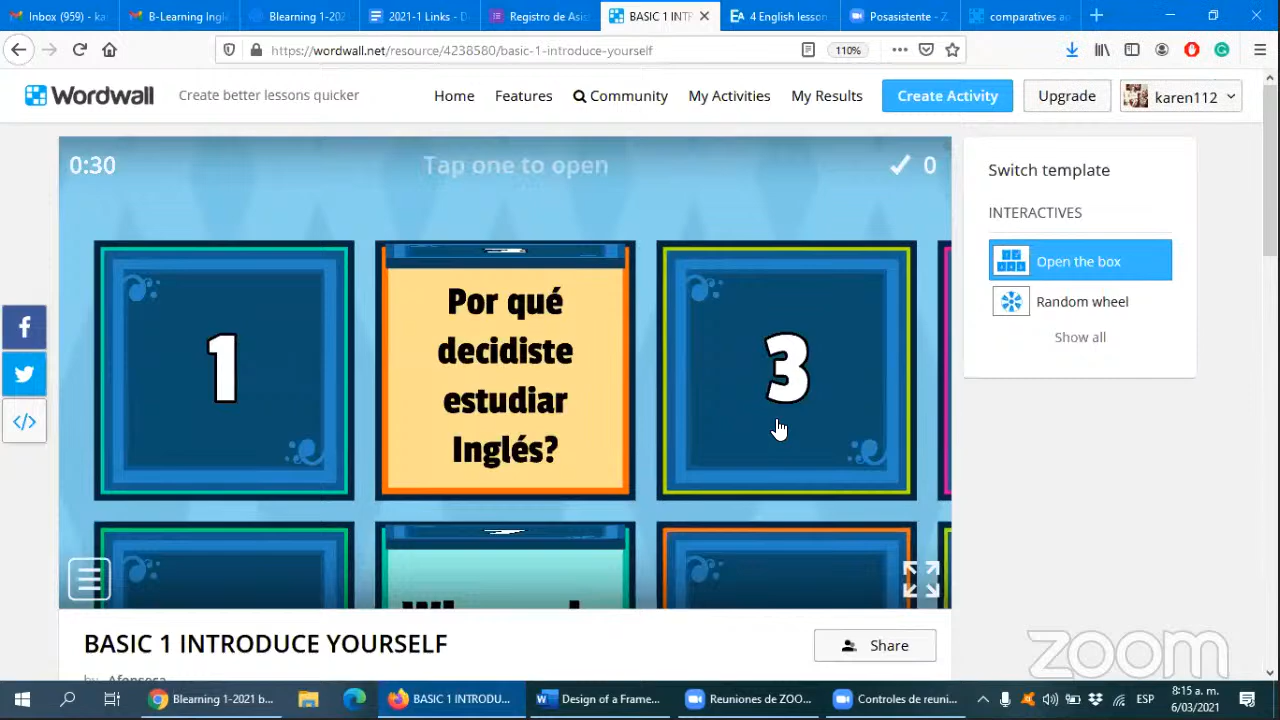 Inbox (959) - ka
B-Learning Inglé
Blearning 1-2021
2021-1 Links - D
Registro de Asis
BASIC 1 INTR
4 English lesson
Posasistente - Z
comparatives ao
https://wordwall.net/resource/4238580/basic-1-introduce-yourself
110%
Wordwall
Create better lessons quicker
Home
Features
Community
My Activities
My Results
Create Activity
Upgrade
karen112
0:30
Tap one to open
0
Switch template
INTERACTIVES
1
Por qué
decidiste
estudiar
Inglés?
3
Open the box
Random wheel
Show all
BASIC 1 INTRODUCE YOURSELF
Share
zoom
Blearning 1-2021 b...
BASIC 1 INTRODU...
Design of a Frame...
Reuniones de ZOO...
Controles de reuni...
ESP
8:15 a. m.
6/03/2021